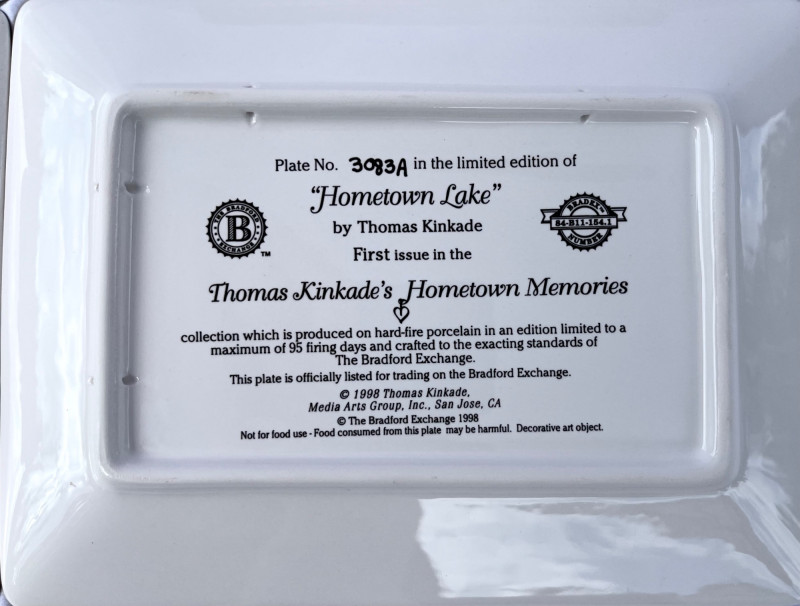 Plate No. 3083A in the limited edition of
"Hometown Lake"
by Thomas Kinkade
First issue in the
Thomas Kinkade's Hometown Memories
THE BRADFORD
B
EXCHANGE
TM
BRADEX
84-B11-154.1
NUMBER
collection which is produced on hard-fire porcelain in an edition limited to a
maximum of 95 firing days and crafted to the exacting standards of
The Bradford Exchange.
This plate is officially listed for trading on the Bradford Exchange.
© 1998 Thomas Kinkade,
Media Arts Group, Inc., San Jose, CA
© The Bradford Exchange 1998
Not for food use - Food consumed from this plate may be harmful. Decorative art object.